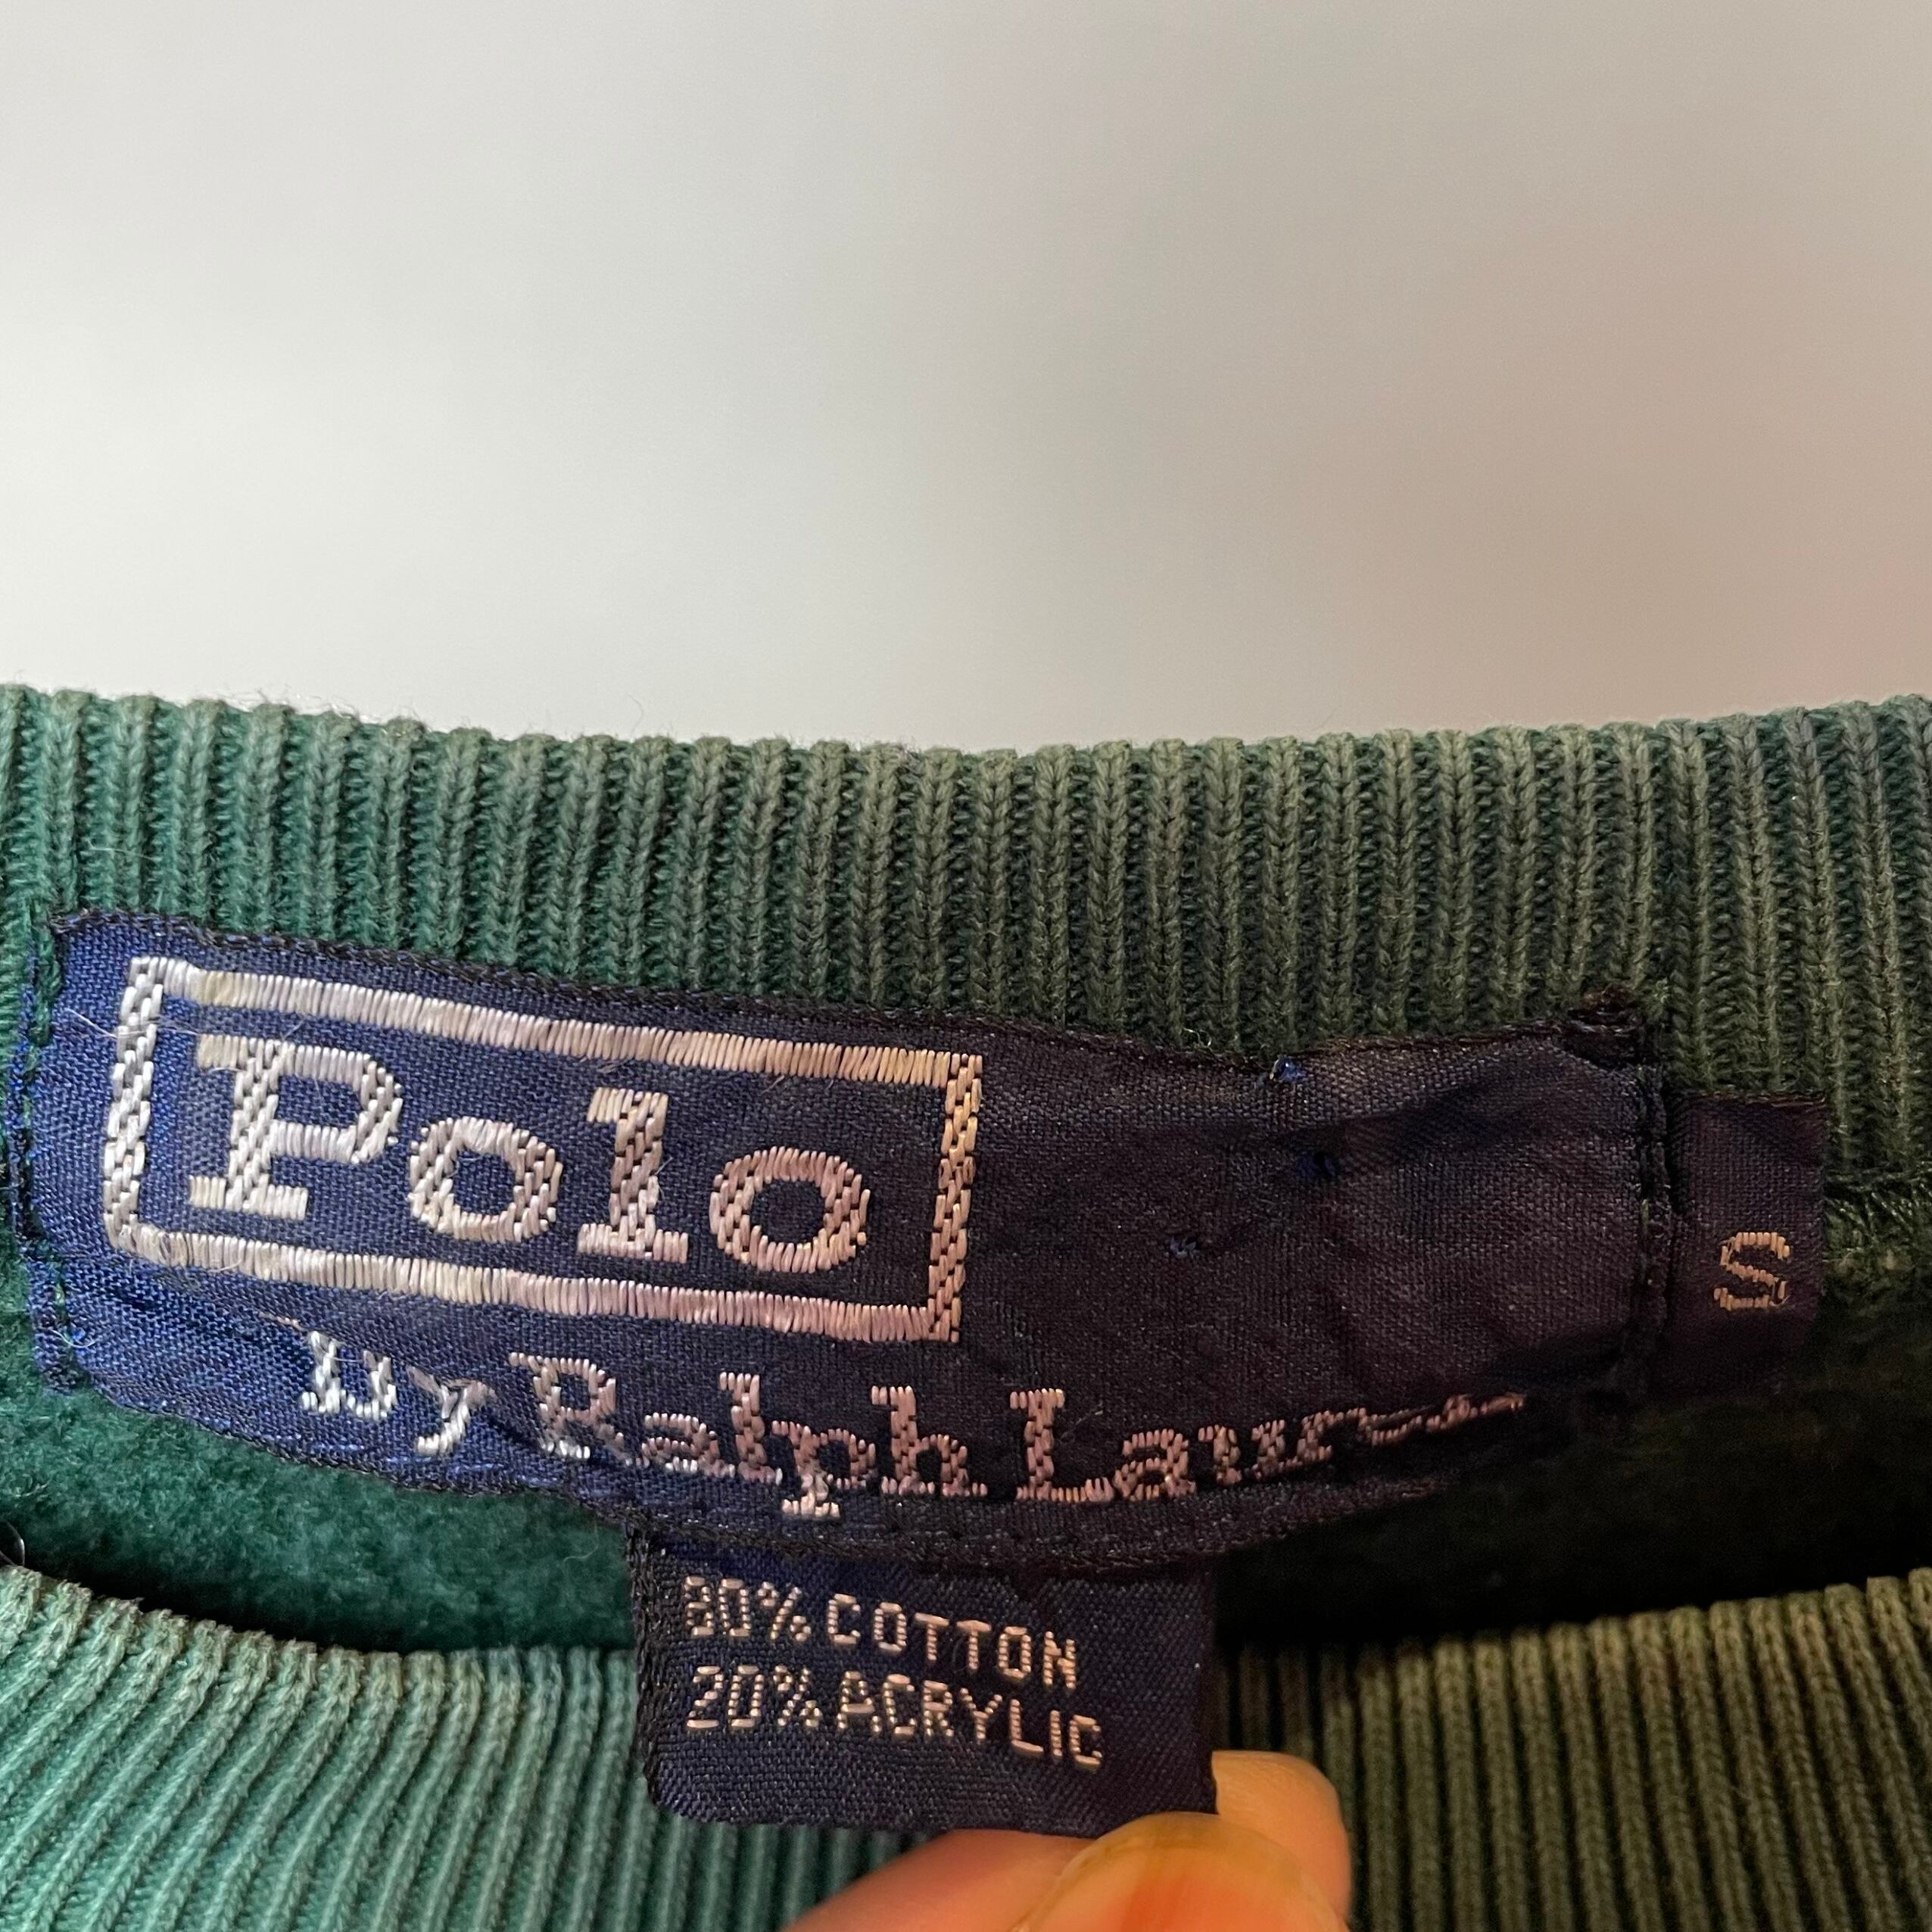 Polo
by Ralph Lauren
S
80% COTTON
20% ACRYLIC